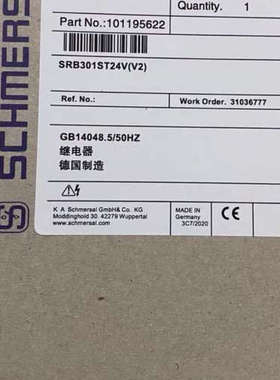 SCHMERSAL
Quantity. 1
Part No.:101195622
SRB301ST24V(V2)
Ref. No.:
Work Order. 31036777
GB14048.5/50HZ
继电器
德国制造
K A Schmersal GmbH& Co. KG
Moddinghold 30. 42279 Wuppertal
www.schmersal.com
MADE IN
Germany
3C7/2020